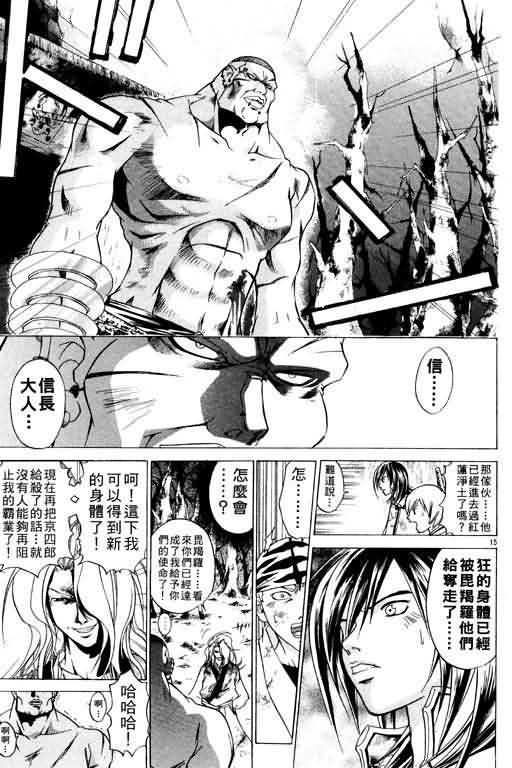 信……
信長
大人！
那傢伙…他
已經進去過紅
蓮淨土了嗎？
難道說…
15
狂的身體已經
被毘羯羅他們
給奪走了……
怎麼會
……？
毘羯羅……看
來你們已經達
成了我給予你
們的使命了！
呵！這下我
可以得到新
的身體了！
現在再把京四郎
給殺了的話…就
沒有人能夠再阻
止我的霸業了！
哈哈
哈哈！
啊…
啊啊…